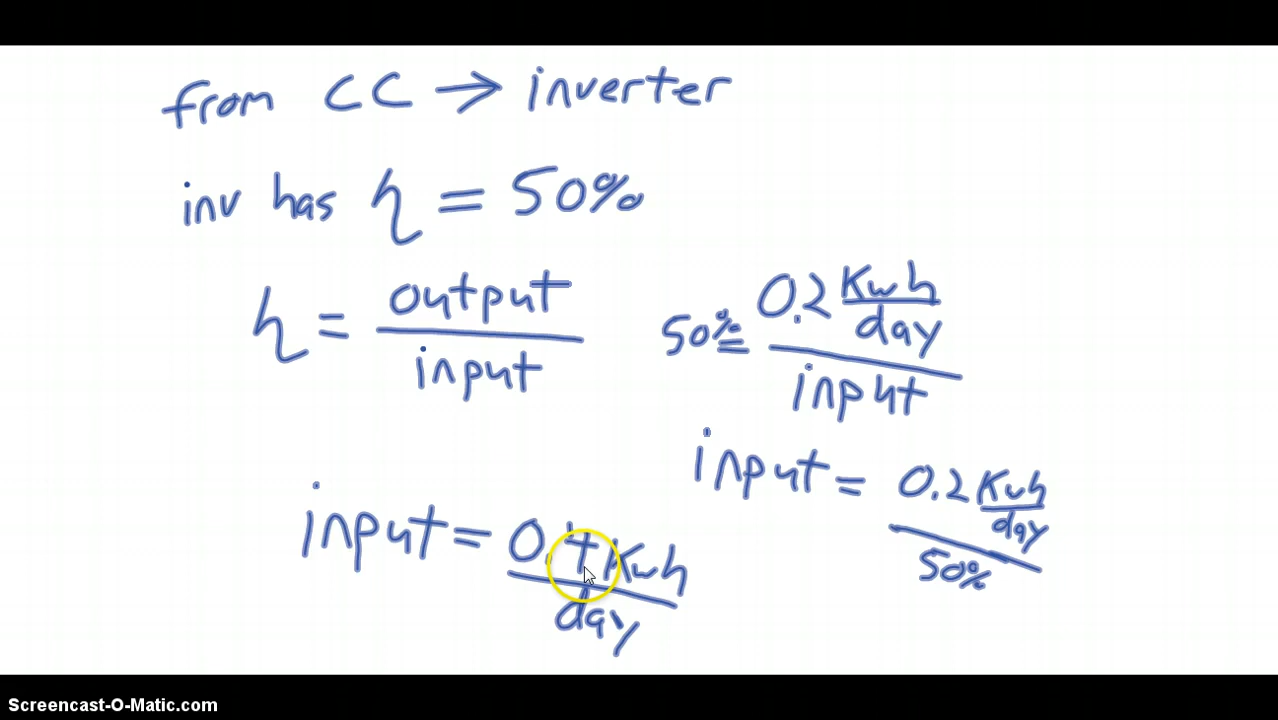 from CC → inverter
inv has η = 50%
η = output / input
50% = 0.2 Kwh/day / input
input = 0.2 Kwh/day / 50%
input = 0.4 Kwh/day
Screencast-O-Matic.com